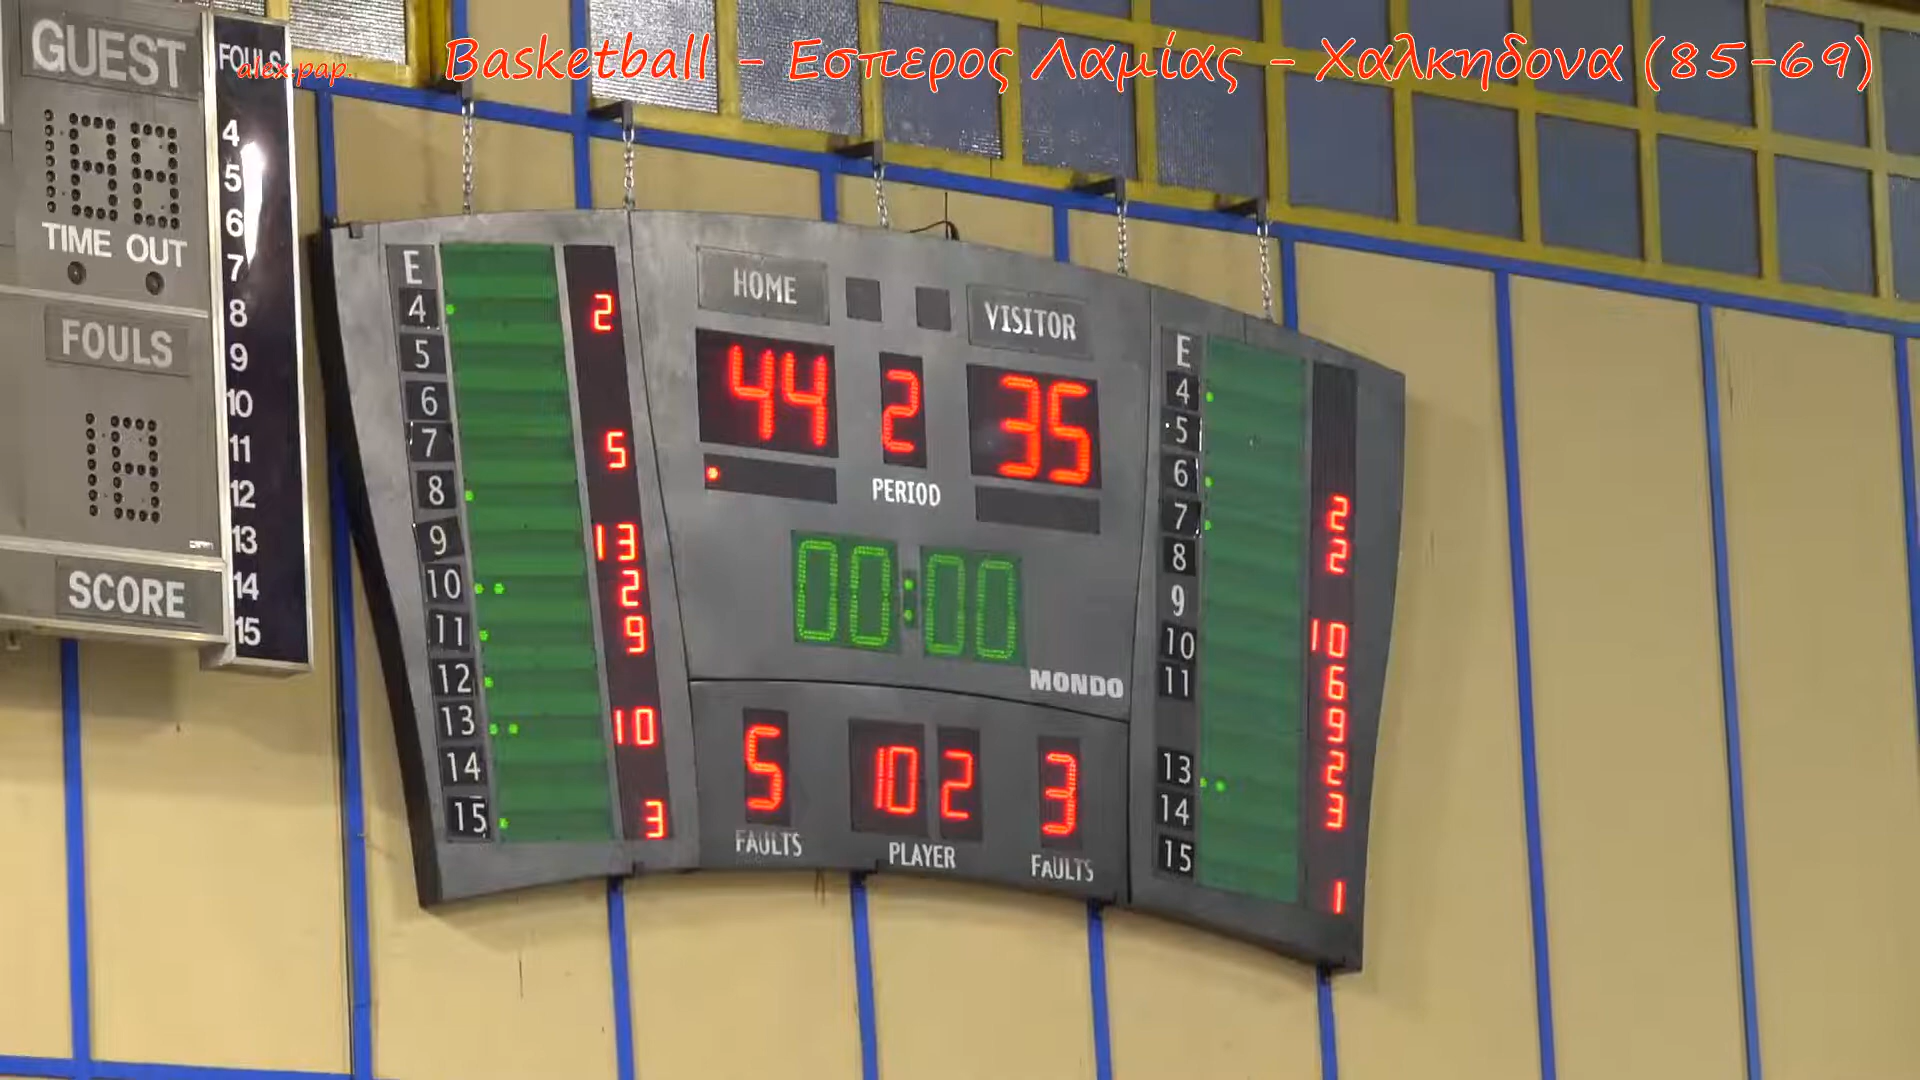 Basketball - Εσπερος Λαμίας - Χαλκηδονα (85-69)
alex.pap.
GUEST
TIME OUT
FOULS
SCORE
FOULS
4
5
6
7
8
9
10
11
12
13
14
15
E
4 2
5
6
7 5
8
9 13
10 2
11 9
12
13 10
14
15 3
HOME
VISITOR
44 2 35
PERIOD
00:00
MONDO
5 10 2 3
FAULTS PLAYER FAULTS
E
4
5
6
7
8
9
10
11
13
14
15
2
2
10
6
9
2
3
1